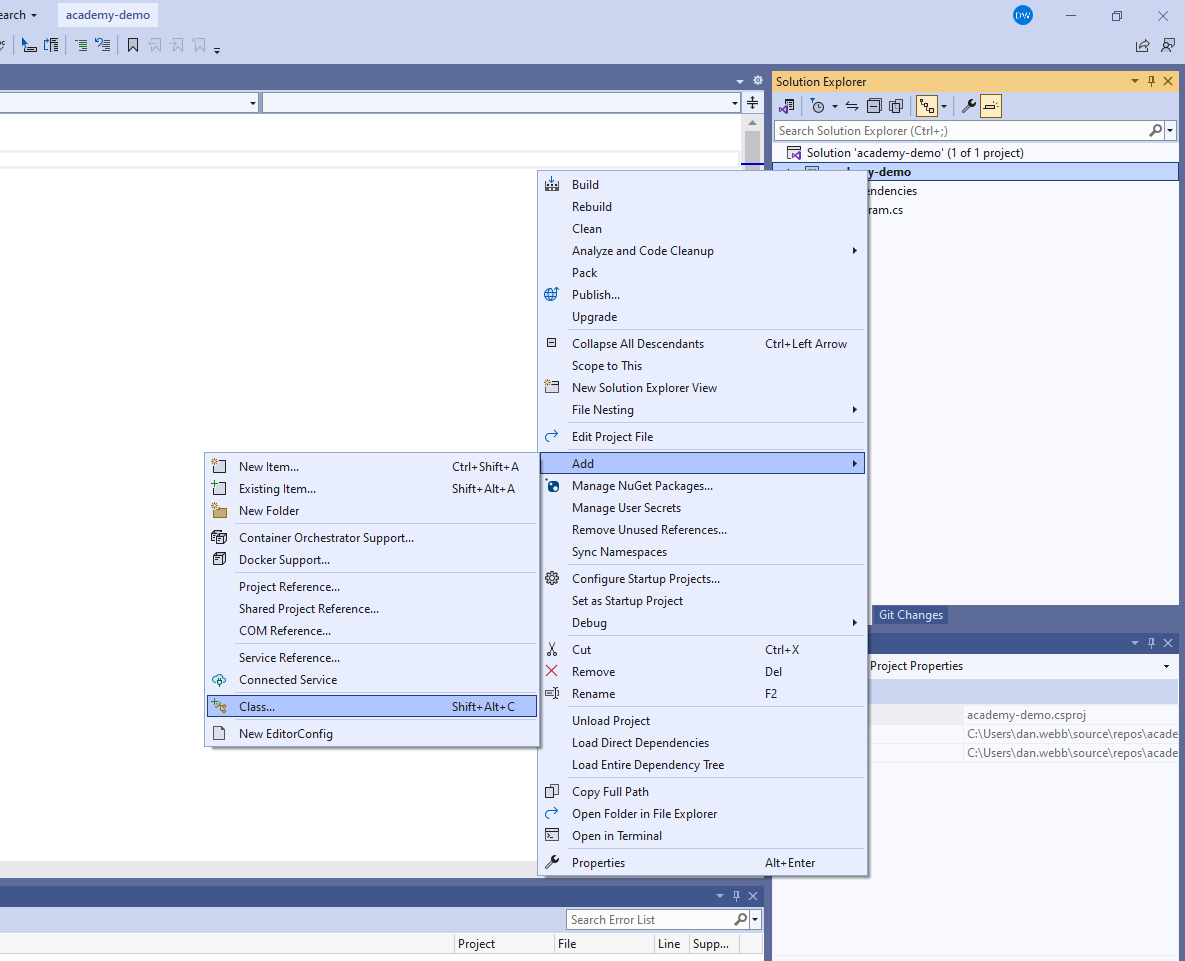 earch
academy-demo
DW
Solution Explorer
Search Solution Explorer (Ctrl+;)
Solution 'academy-demo' (1 of 1 project)
y-demo
endencies
ram.cs
Build
Rebuild
Clean
Analyze and Code Cleanup
Pack
Publish...
Upgrade
Collapse All Descendants Ctrl+Left Arrow
Scope to This
New Solution Explorer View
File Nesting
Edit Project File
Add
Manage NuGet Packages...
Manage User Secrets
Remove Unused References...
Sync Namespaces
Configure Startup Projects...
Set as Startup Project
Debug
Cut Ctrl+X
Remove Del
Rename F2
Unload Project
Load Direct Dependencies
Load Entire Dependency Tree
Copy Full Path
Open Folder in File Explorer
Open in Terminal
Properties Alt+Enter
New Item... Ctrl+Shift+A
Existing Item... Shift+Alt+A
New Folder
Container Orchestrator Support...
Docker Support...
Project Reference...
Shared Project Reference...
COM Reference...
Service Reference...
Connected Service
Class... Shift+Alt+C
New EditorConfig
Git Changes
Project Properties
academy-demo.csproj
C:\Users\dan.webb\source\repos\acade
C:\Users\dan.webb\source\repos\acade
Search Error List
Project File Line Supp...